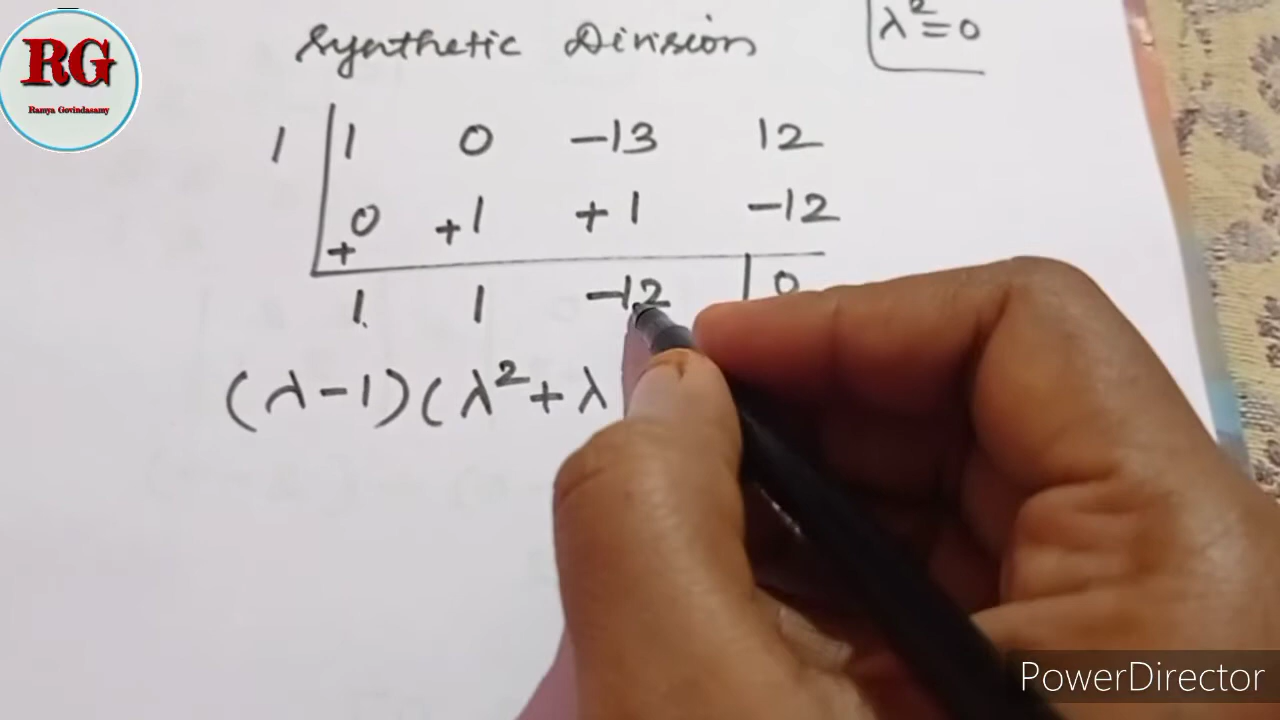 RG
Ramya Govindasamy
Synthetic Division
λ²=0
1 | 1 0 -13 12
0 +1 +1 -12
+
1 1 -12 | 0
(λ-1)(λ²+λ
PowerDirector